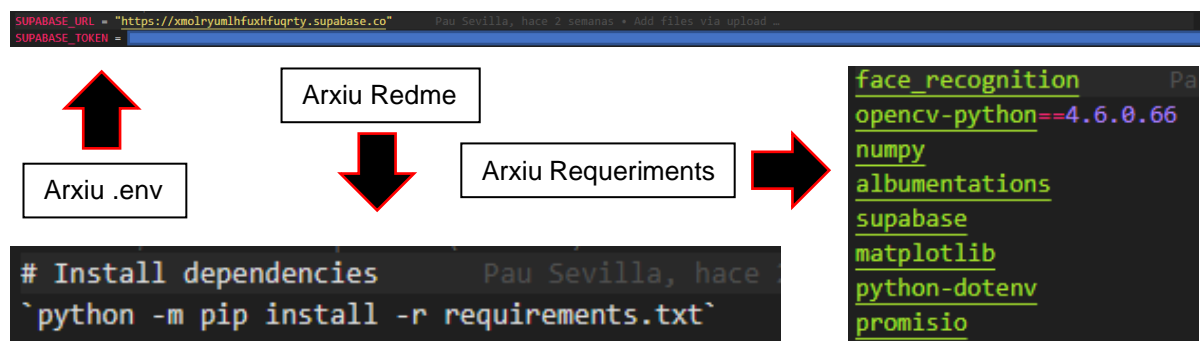 SUPABASE_URL = "https://xmolryumlhfuxhfuqrty.supabase.co" Pau Sevilla, hace 2 semanas • Add files via upload …
SUPABASE_TOKEN =
Arxiu .env
Arxiu Redme
Arxiu Requeriments
# Install dependencies Pau Sevilla, hace
`python -m pip install -r requirements.txt`
face_recognition Pa
opencv-python==4.6.0.66
numpy
albumentations
supabase
matplotlib
python-dotenv
promisio